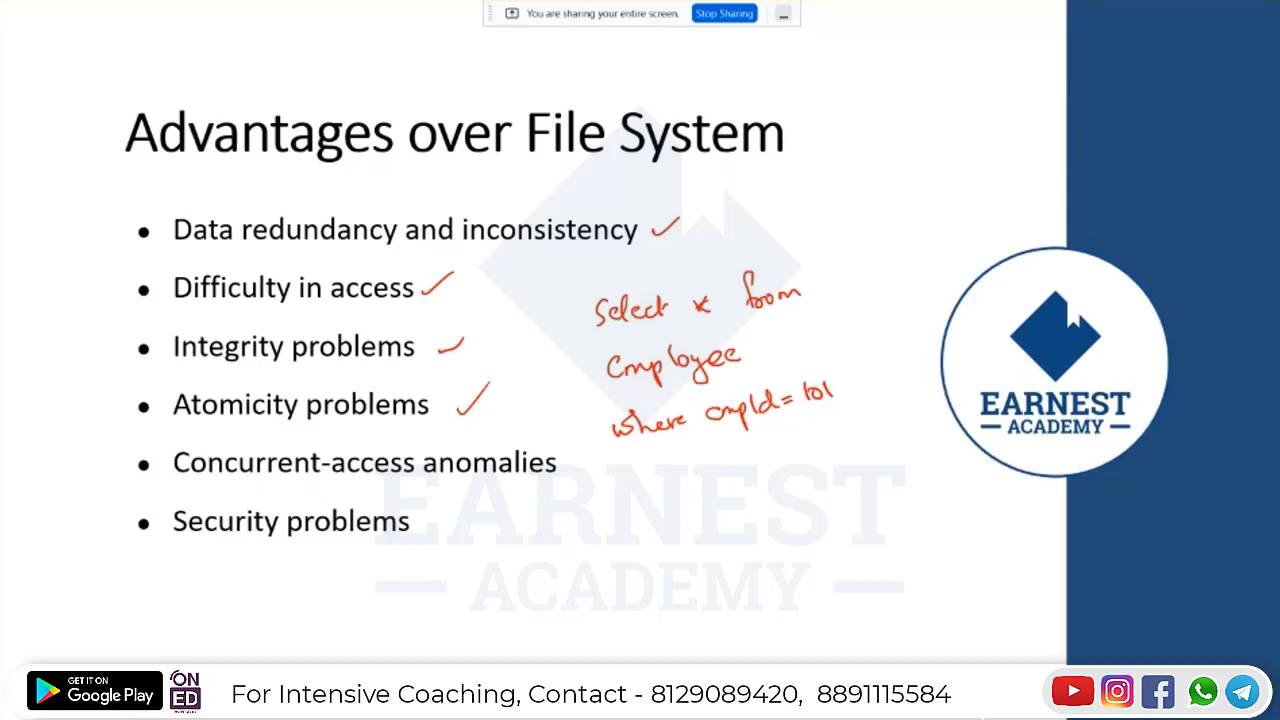 You are sharing your entire screen.
Stop Sharing
Advantages over File System
Data redundancy and inconsistency
Difficulty in access
Integrity problems
Atomicity problems
Concurrent-access anomalies
Security problems
Select * from
Employee
where empId = 101
EARNEST
ACADEMY
EARNEST
ACADEMY
GET IT ON
Google Play
ON
ED
For Intensive Coaching, Contact - 8129089420, 8891115584